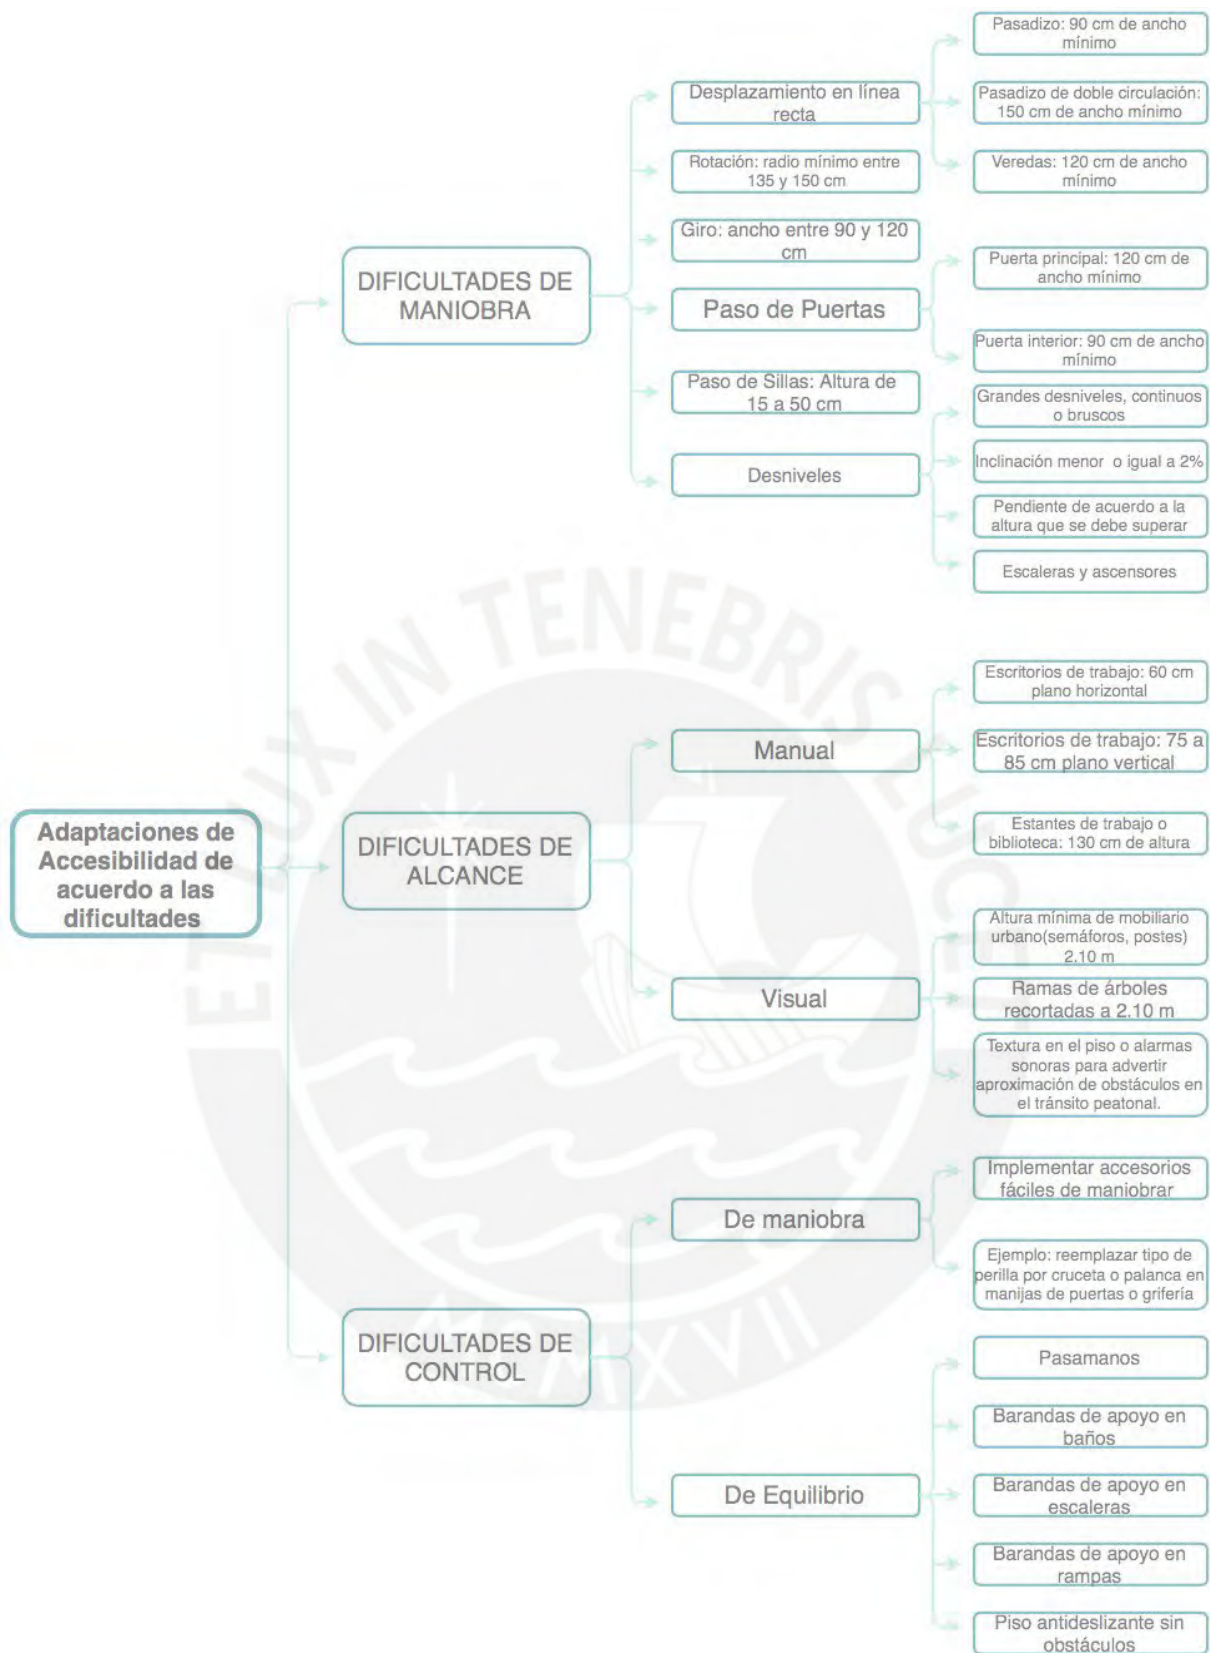 Adaptaciones de
Accesibilidad de
acuerdo a las
dificultades
DIFICULTADES DE
MANIOBRA
Desplazamiento en línea
recta
Pasadizo: 90 cm de ancho
mínimo
Pasadizo de doble circulación:
150 cm de ancho mínimo
Veredas: 120 cm de ancho
mínimo
Rotación: radio mínimo entre
135 y 150 cm
Giro: ancho entre 90 y 120
cm
Paso de Puertas
Puerta principal: 120 cm de
ancho mínimo
Puerta interior: 90 cm de ancho
mínimo
Paso de Sillas: Altura de
15 a 50 cm
Desniveles
Grandes desniveles, continuos
o bruscos
Inclinación menor o igual a 2%
Pendiente de acuerdo a la
altura que se debe superar
Escaleras y ascensores
DIFICULTADES DE
ALCANCE
Manual
Escritorios de trabajo: 60 cm
plano horizontal
Escritorios de trabajo: 75 a
85 cm plano vertical
Estantes de trabajo o
biblioteca: 130 cm de altura
Visual
Altura mínima de mobiliario
urbano(semáforos, postes)
2.10 m
Ramas de árboles
recortadas a 2.10 m
Textura en el piso o alarmas
sonoras para advertir
aproximación de obstáculos en
el tránsito peatonal.
DIFICULTADES DE
CONTROL
De maniobra
Implementar accesorios
fáciles de maniobrar
Ejemplo: reemplazar tipo de
perilla por cruceta o palanca en
manijas de puertas o grifería
De Equilibrio
Pasamanos
Barandas de apoyo en
baños
Barandas de apoyo en
escaleras
Barandas de apoyo en
rampas
Piso antideslizante sin
obstáculos
ET LUX IN TENEBRIS LUCET
MCMXVII